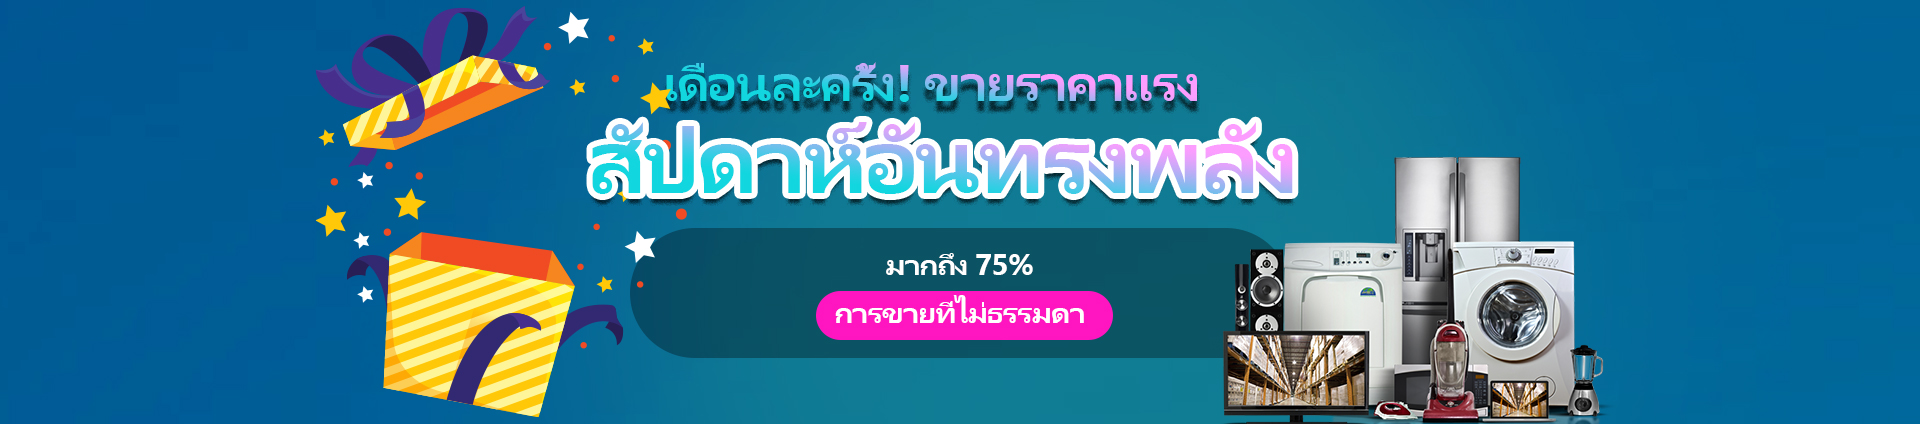 เดือนละครั้ง! ขายราคาแรง
สัปดาห์อันทรงพลัง
มากถึง 75%
การขายที่ไม่ธรรมดา